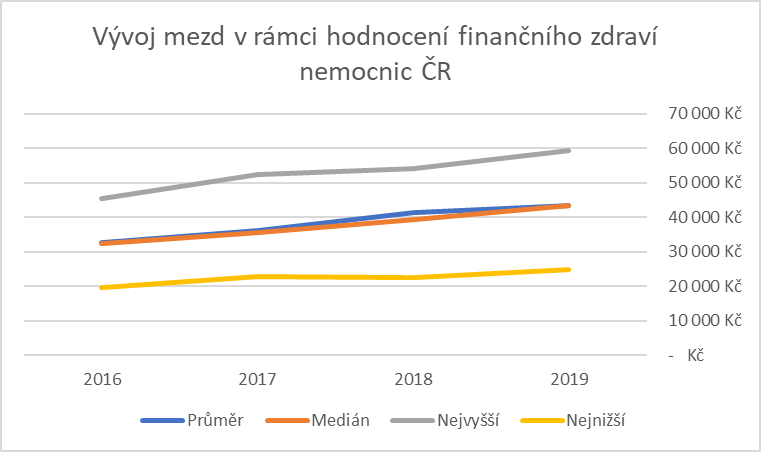 Vývoj mezd v rámci hodnocení finančního zdraví
nemocnic ČR
70 000 Kč
60 000 Kč
50 000 Kč
40 000 Kč
30 000 Kč
20 000 Kč
10 000 Kč
- Kč
2016 2017 2018 2019
Průměr Medián Nejvyšší Nejnižší